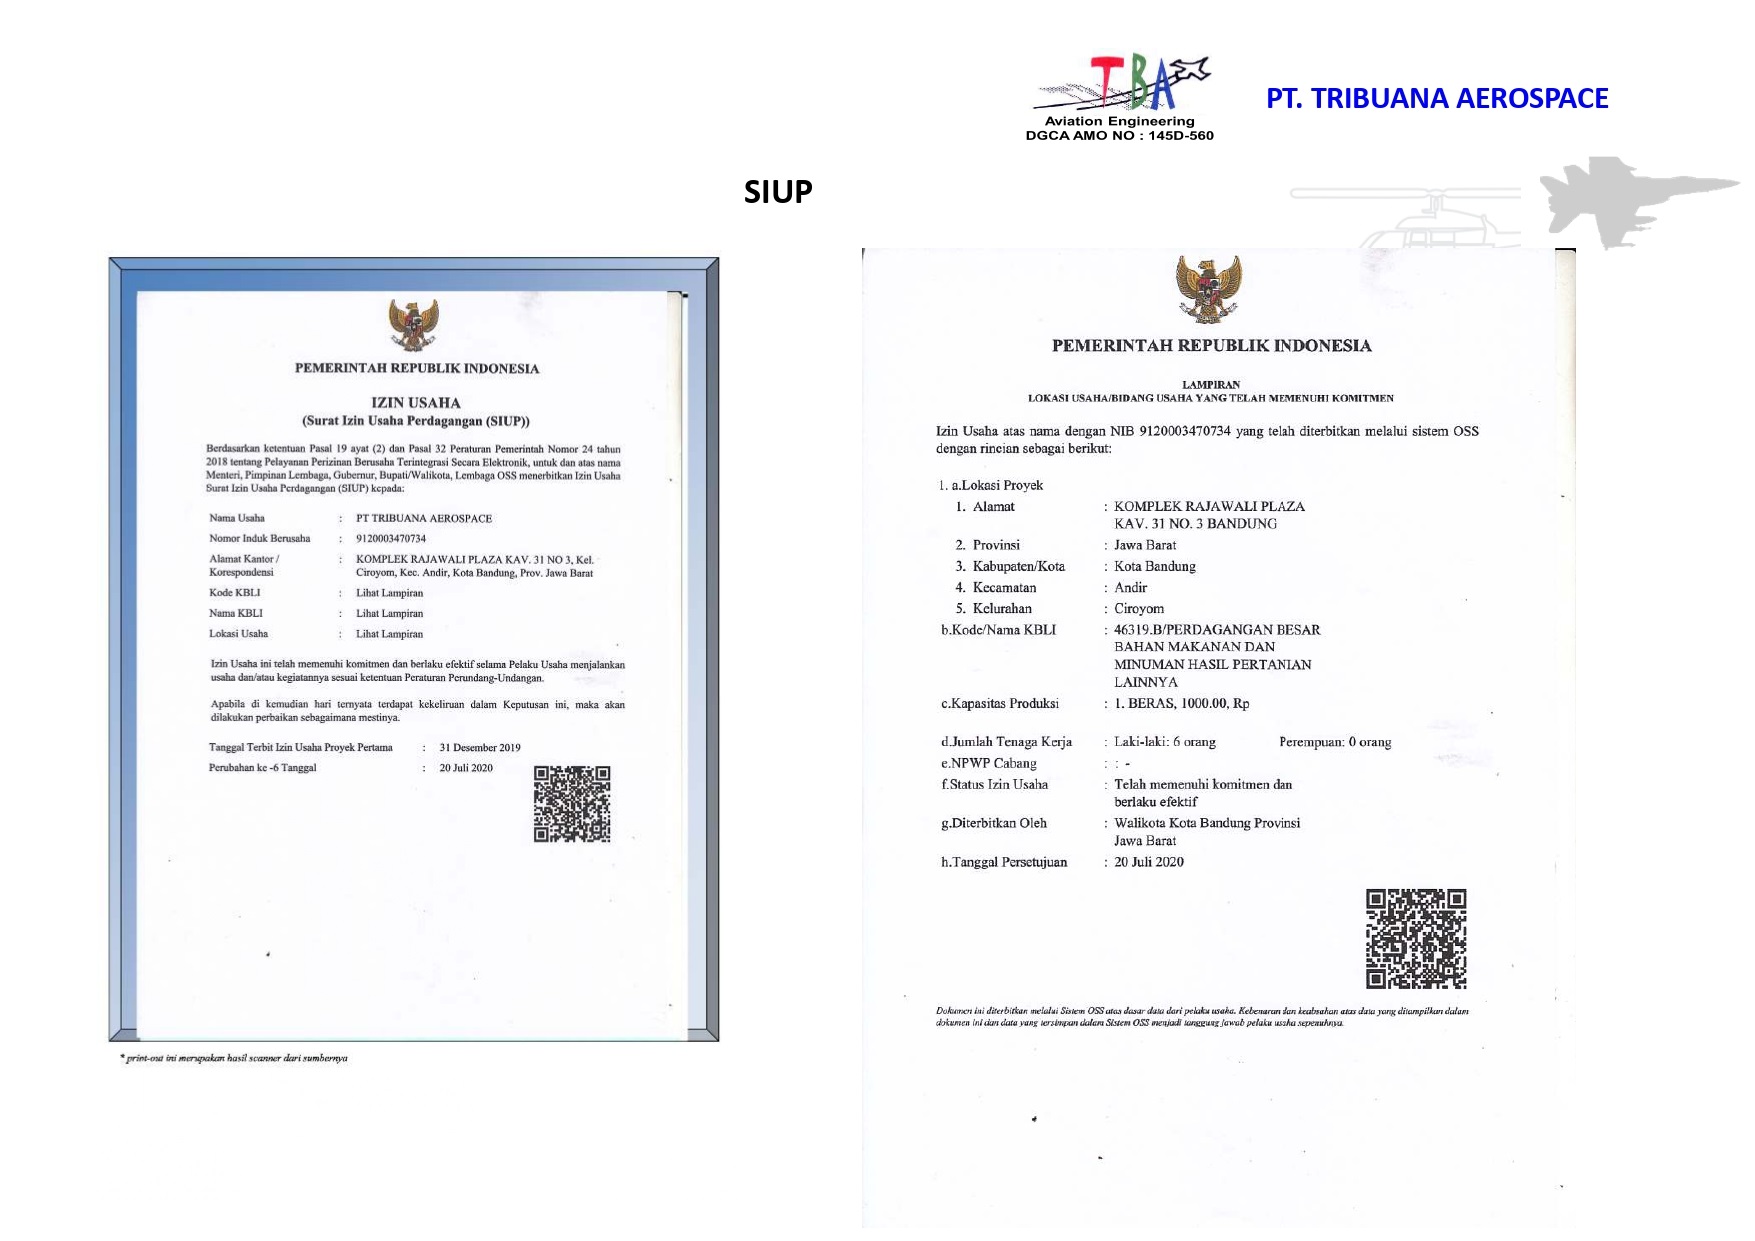 TBA
Aviation Engineering
DGCA AMO NO : 145D-560
PT. TRIBUANA AEROSPACE
SIUP
PEMERINTAH REPUBLIK INDONESIA
IZIN USAHA
(Surat Izin Usaha Perdagangan (SIUP))
Berdasarkan ketentuan Pasal 19 ayat (2) dan Pasal 32 Peraturan Pemerintah Nomor 24 tahun
2018 tentang Pelayanan Perizinan Berusaha Terintegrasi Secara Elektronik, untuk dan atas nama
Menteri, Pimpinan Lembaga, Gubernur, Bupati/Walikota, Lembaga OSS menerbitkan Izin Usaha
Surat Izin Usaha Perdagangan (SIUP) kepada:
Nama Usaha : PT TRIBUANA AEROSPACE
Nomor Induk Berusaha : 9120003470734
Alamat Kantor / : KOMPLEK RAJAWALI PLAZA KAV. 31 NO 3, Kel.
Korespondensi Ciroyom, Kec. Andir, Kota Bandung, Prov. Jawa Barat
Kode KBLI : Lihat Lampiran
Nama KBLI : Lihat Lampiran
Lokasi Usaha : Lihat Lampiran
Izin Usaha ini telah memenuhi komitmen dan berlaku efektif selama Pelaku Usaha menjalankan
usaha dan/atau kegiatannya sesuai ketentuan Peraturan Perundang-Undangan.
Apabila di kemudian hari ternyata terdapat kekeliruan dalam Keputusan ini, maka akan
dilakukan perbaikan sebagaimana mestinya.
Tanggal Terbit Izin Usaha Proyek Pertama : 31 Desember 2019
Perubahan ke -6 Tanggal : 20 Juli 2020
* print-out ini merupakan hasil scanner dari sumbernya
PEMERINTAH REPUBLIK INDONESIA
LAMPIRAN
LOKASI USAHA/BIDANG USAHA YANG TELAH MEMENUHI KOMITMEN
Izin Usaha atas nama dengan NIB 9120003470734 yang telah diterbitkan melalui sistem OSS
dengan rincian sebagai berikut:
1. a.Lokasi Proyek
1. Alamat : KOMPLEK RAJAWALI PLAZA
KAV. 31 NO. 3 BANDUNG
2. Provinsi : Jawa Barat
3. Kabupaten/Kota : Kota Bandung
4. Kecamatan : Andir
5. Kelurahan : Ciroyom
b.Kode/Nama KBLI : 46319.B/PERDAGANGAN BESAR
BAHAN MAKANAN DAN
MINUMAN HASIL PERTANIAN
LAINNYA
c.Kapasitas Produksi : 1. BERAS, 1000.00, Rp
d.Jumlah Tenaga Kerja : Laki-laki: 6 orang Perempuan: 0 orang
e.NPWP Cabang : : -
f.Status Izin Usaha : Telah memenuhi komitmen dan
berlaku efektif
g.Diterbitkan Oleh : Walikota Kota Bandung Provinsi
Jawa Barat
h.Tanggal Persetujuan : 20 Juli 2020
Dokumen ini diterbitkan melalui Sistem OSS atas dasar data dari pelaku usaha. Kebenaran dan keabsahan atas data yang ditampilkan dalam
dokumen ini dan data yang tersimpan dalam Sistem OSS menjadi tanggung jawab pelaku usaha sepenuhnya.